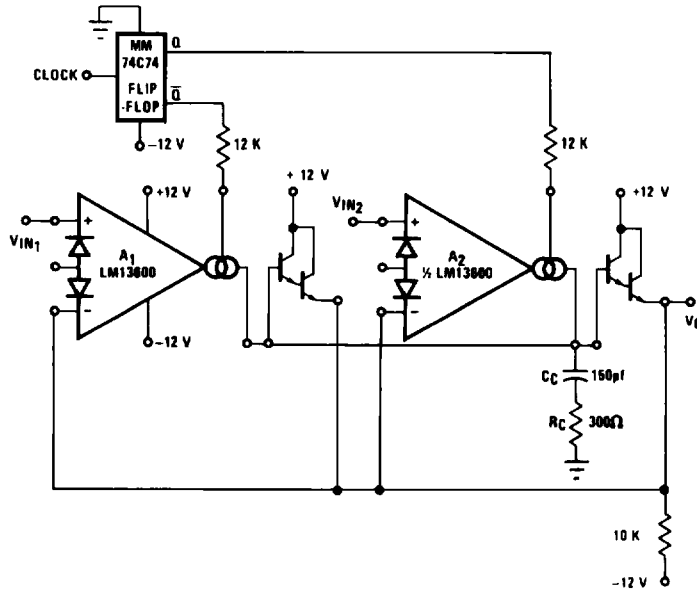 MM
74C74
FLIP
-FLOP
CLOCK
Q
Q̅
-12 V
12 K
12 K
+12 V
+ 12 V
+12 V
VIN1
+
-
A1
LM13600
-12 V
VIN2
+
-
A2
½ LM13600
V
CC 150pf
RC 300Ω
10 K
-12 V